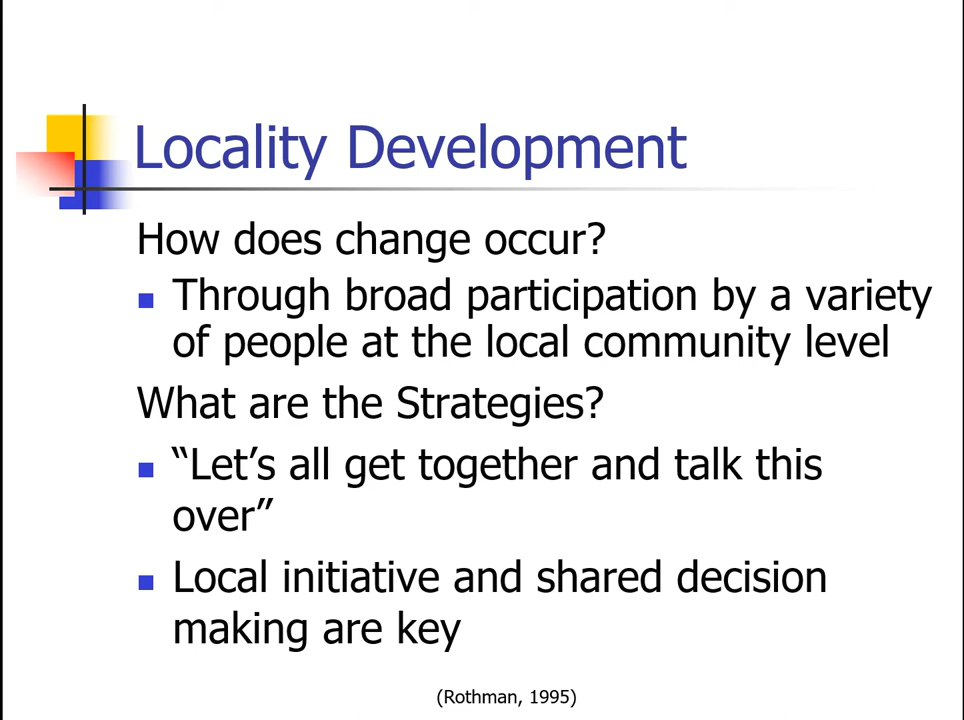 Locality Development
How does change occur?
Through broad participation by a variety
of people at the local community level
What are the Strategies?
“Let’s all get together and talk this
over”
Local initiative and shared decision
making are key
(Rothman, 1995)